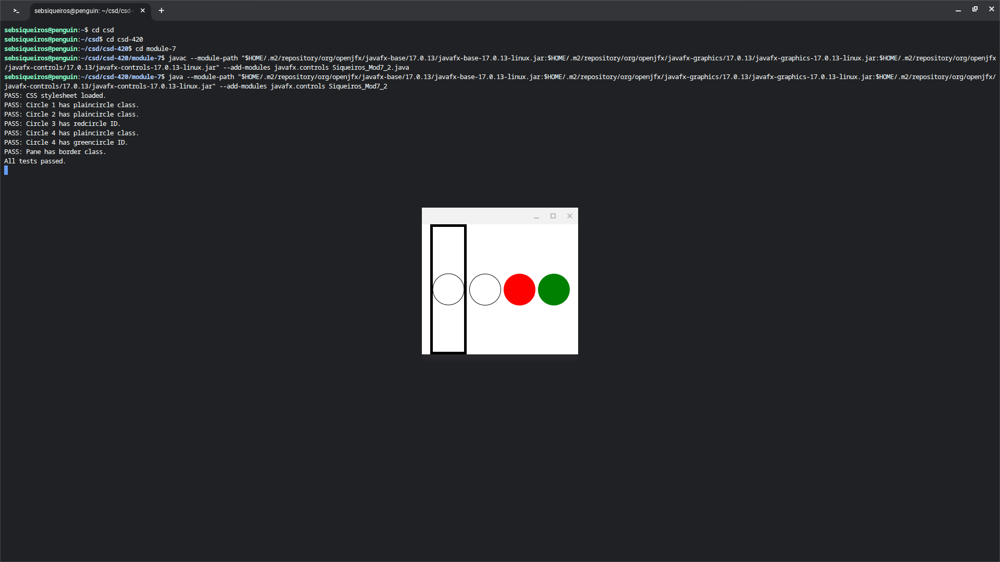 sebsiqueiros@penguin: ~/csd/csd-
sebsiqueiros@penguin:~$ cd csd
sebsiqueiros@penguin:~/csd$ cd csd-420
sebsiqueiros@penguin:~/csd/csd-420$ cd module-7
sebsiqueiros@penguin:~/csd/csd-420/module-7$ javac --module-path "$HOME/.m2/repository/org/openjfx/javafx-base/17.0.13/javafx-base-17.0.13-linux.jar:$HOME/.m2/repository/org/openjfx/javafx-graphics/17.0.13/javafx-graphics-17.0.13-linux.jar:$HOME/.m2/repository/org/openjfx
/javafx-controls/17.0.13/javafx-controls-17.0.13-linux.jar" --add-modules javafx.controls Siqueiros_Mod7_2.java
sebsiqueiros@penguin:~/csd/csd-420/module-7$ java --module-path "$HOME/.m2/repository/org/openjfx/javafx-base/17.0.13/javafx-base-17.0.13-linux.jar:$HOME/.m2/repository/org/openjfx/javafx-graphics/17.0.13/javafx-graphics-17.0.13-linux.jar:$HOME/.m2/repository/org/openjfx/
javafx-controls/17.0.13/javafx-controls-17.0.13-linux.jar" --add-modules javafx.controls Siqueiros_Mod7_2
PASS: CSS stylesheet loaded.
PASS: Circle 1 has plaincircle class.
PASS: Circle 2 has plaincircle class.
PASS: Circle 3 has redcircle ID.
PASS: Circle 4 has plaincircle class.
PASS: Circle 4 has greencircle ID.
PASS: Pane has border class.
All tests passed.